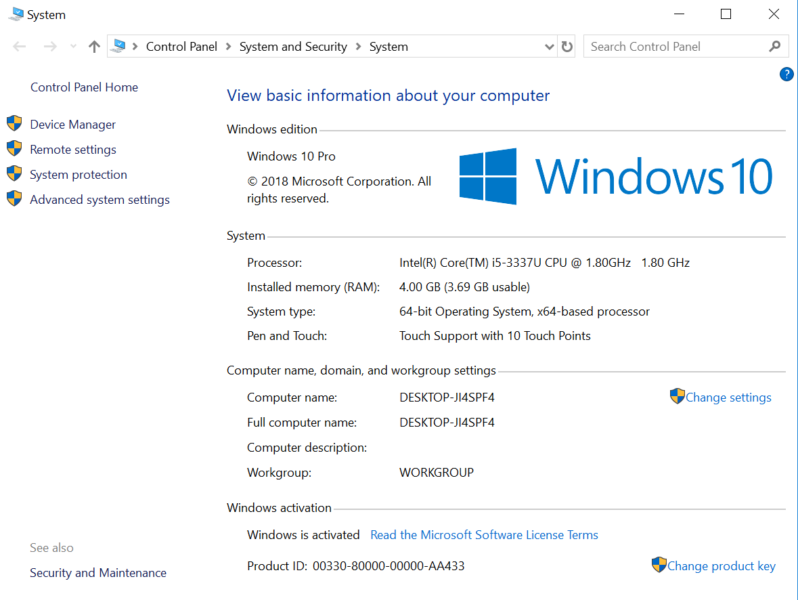 System
Control Panel > System and Security > System
Search Control Panel
?
Control Panel Home
Device Manager
Remote settings
System protection
Advanced system settings
See also
Security and Maintenance
View basic information about your computer
Windows edition
Windows 10 Pro
© 2018 Microsoft Corporation. All
rights reserved.
Windows 10
System
Processor: Intel(R) Core(TM) i5-3337U CPU @ 1.80GHz 1.80 GHz
Installed memory (RAM): 4.00 GB (3.69 GB usable)
System type: 64-bit Operating System, x64-based processor
Pen and Touch: Touch Support with 10 Touch Points
Computer name, domain, and workgroup settings
Computer name: DESKTOP-JI4SPF4 Change settings
Full computer name: DESKTOP-JI4SPF4
Computer description:
Workgroup: WORKGROUP
Windows activation
Windows is activated Read the Microsoft Software License Terms
Product ID: 00330-80000-00000-AA433 Change product key